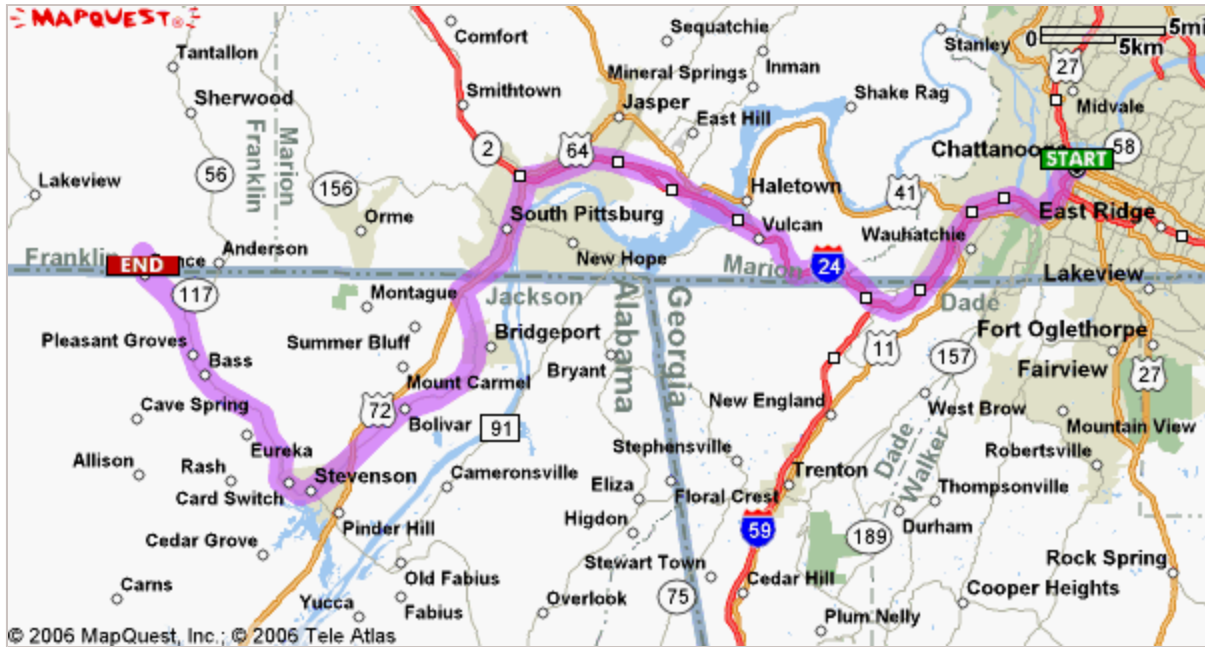 MAPQUEST®
Tantallon
Comfort
Sequatchie
Stanley
0
5mi
5km
27
Mineral Springs
Inman
Sherwood
Smithtown
Jasper
Shake Rag
Midvale
Marion
Franklin
East Hill
2
64
Chattanoog
START
58
56
Lakeview
156
41
Haletown
Orme
South Pittsburg
East Ridge
Vulcan
Wauhatchie
Anderson
Franklin
END
nce
New Hope
Marion
24
Lakeview
117
Montague
Jackson
Alabama
Georgia
Dade
Pleasant Groves
Summer Bluff
Bridgeport
Fort Oglethorpe
11
157
Bass
Bryant
Fairview
27
Mount Carmel
Cave Spring
72
Bolivar
91
New England
West Brow
Mountain View
Eureka
Stephensville
Dade
Walker
Robertsville
Allison
Rash
Stevenson
Cameronsville
Trenton
Card Switch
Eliza
Floral Crest
Thompsonville
Pinder Hill
Higdon
59
Durham
189
Cedar Grove
Stewart Town
Rock Spring
Carns
Old Fabius
75
Cedar Hill
Cooper Heights
Yucca
Fabius
Overlook
Plum Nelly
© 2006 MapQuest, Inc.; © 2006 Tele Atlas